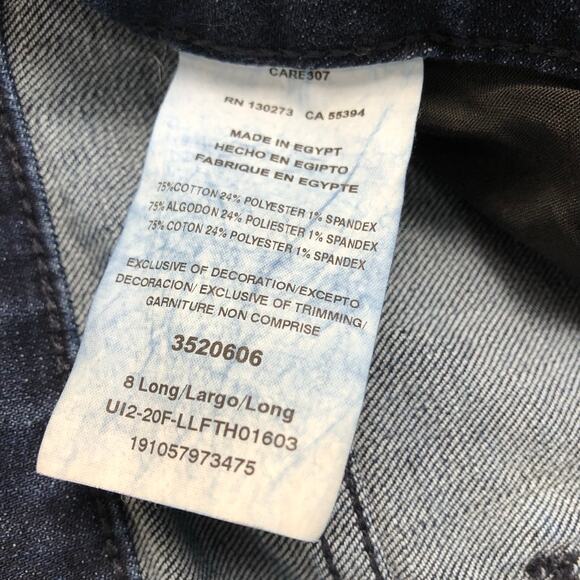 CARE307
RN 130273 CA 55394
MADE IN EGYPT
HECHO EN EGIPTO
FABRIQUE EN EGYPTE
75%COTTON 24% POLYESTER 1% SPANDEX
75% ALGODON 24% POLIESTER 1% SPANDEX
75% COTON 24% POLYESTER 1% SPANDEX
EXCLUSIVE OF DECORATION/EXCEPTO
DECORACION/ EXCLUSIVE OF TRIMMING/
GARNITURE NON COMPRISE
3520606
8 Long/Largo/Long
UI2-20F-LLFTH01603
191057973475